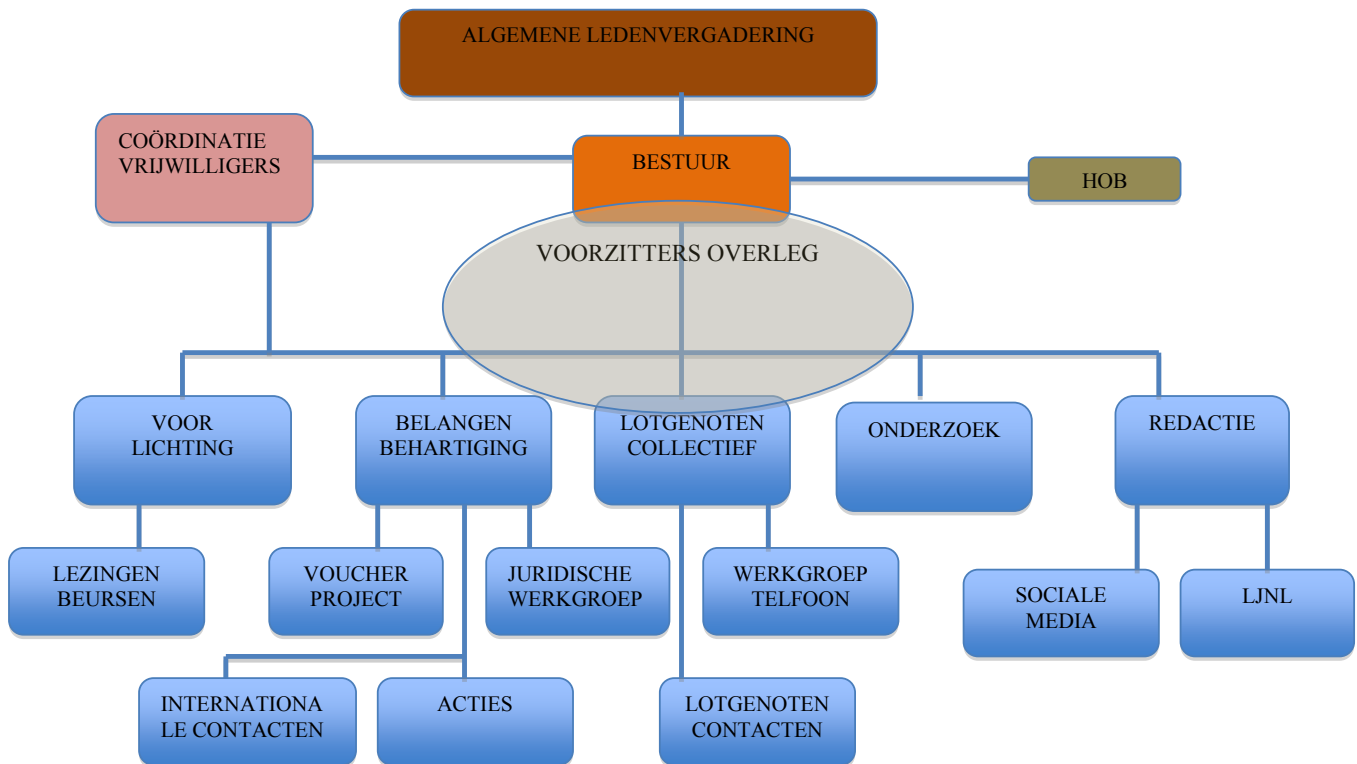 ALGEMENE LEDENVERGADERING
COÖRDINATIE
VRIJWILLIGERS
BESTUUR
HOB
VOORZITTERS OVERLEG
VOOR
LICHTING
BELANGEN
BEHARTIGING
LOTGENOTEN
COLLECTIEF
ONDERZOEK
REDACTIE
LEZINGEN
BEURSEN
VOUCHER
PROJECT
JURIDISCHE
WERKGROEP
WERKGROEP
TELFOON
SOCIALE
MEDIA
LJNL
INTERNATIONA
LE CONTACTEN
ACTIES
LOTGENOTEN
CONTACTEN